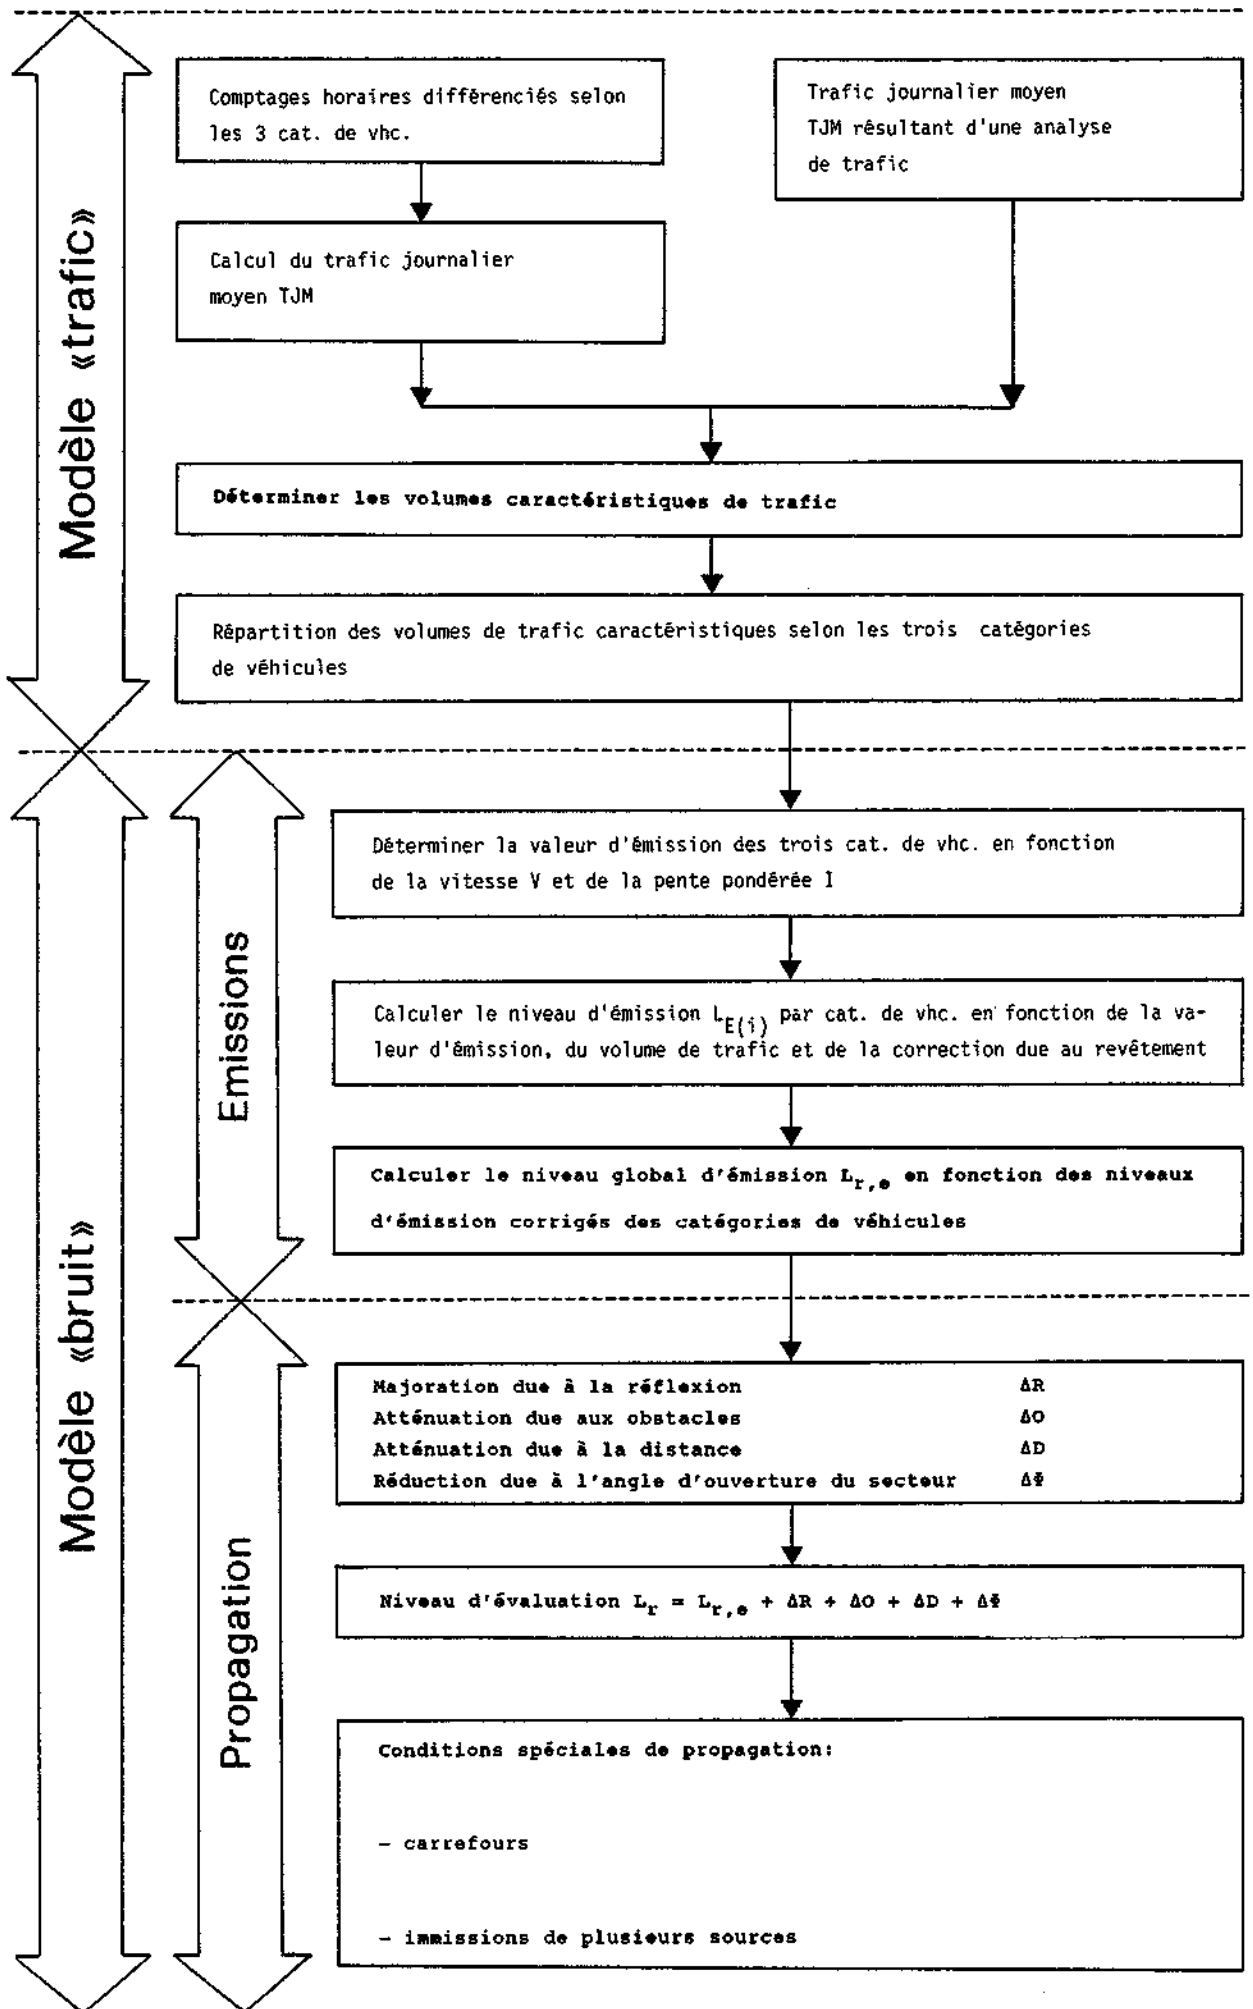 Modèle «trafic»
Comptages horaires différenciés selon
les 3 cat. de vhc.
Trafic journalier moyen
TJM résultant d'une analyse
de trafic
Calcul du trafic journalier
moyen TJM
Déterminer les volumes caractéristiques de trafic
Répartition des volumes de trafic caractéristiques selon les trois catégories
de véhicules
Modèle «bruit»
Emissions
Déterminer la valeur d'émission des trois cat. de vhc. en fonction
de la vitesse V et de la pente pondérée I
Calculer le niveau d'émission L_E(i) par cat. de vhc. en fonction de la va-
leur d'émission, du volume de trafic et de la correction due au revêtement
Calculer le niveau global d'émission L_r,e en fonction des niveaux
d'émission corrigés des catégories de véhicules
Propagation
Majoration due à la réflexion ΔR
Atténuation due aux obstacles ΔO
Atténuation due à la distance ΔD
Réduction due à l'angle d'ouverture du secteur ΔΦ
Niveau d'évaluation L_r = L_r,e + ΔR + ΔO + ΔD + ΔΦ
Conditions spéciales de propagation:
- carrefours
- immissions de plusieurs sources